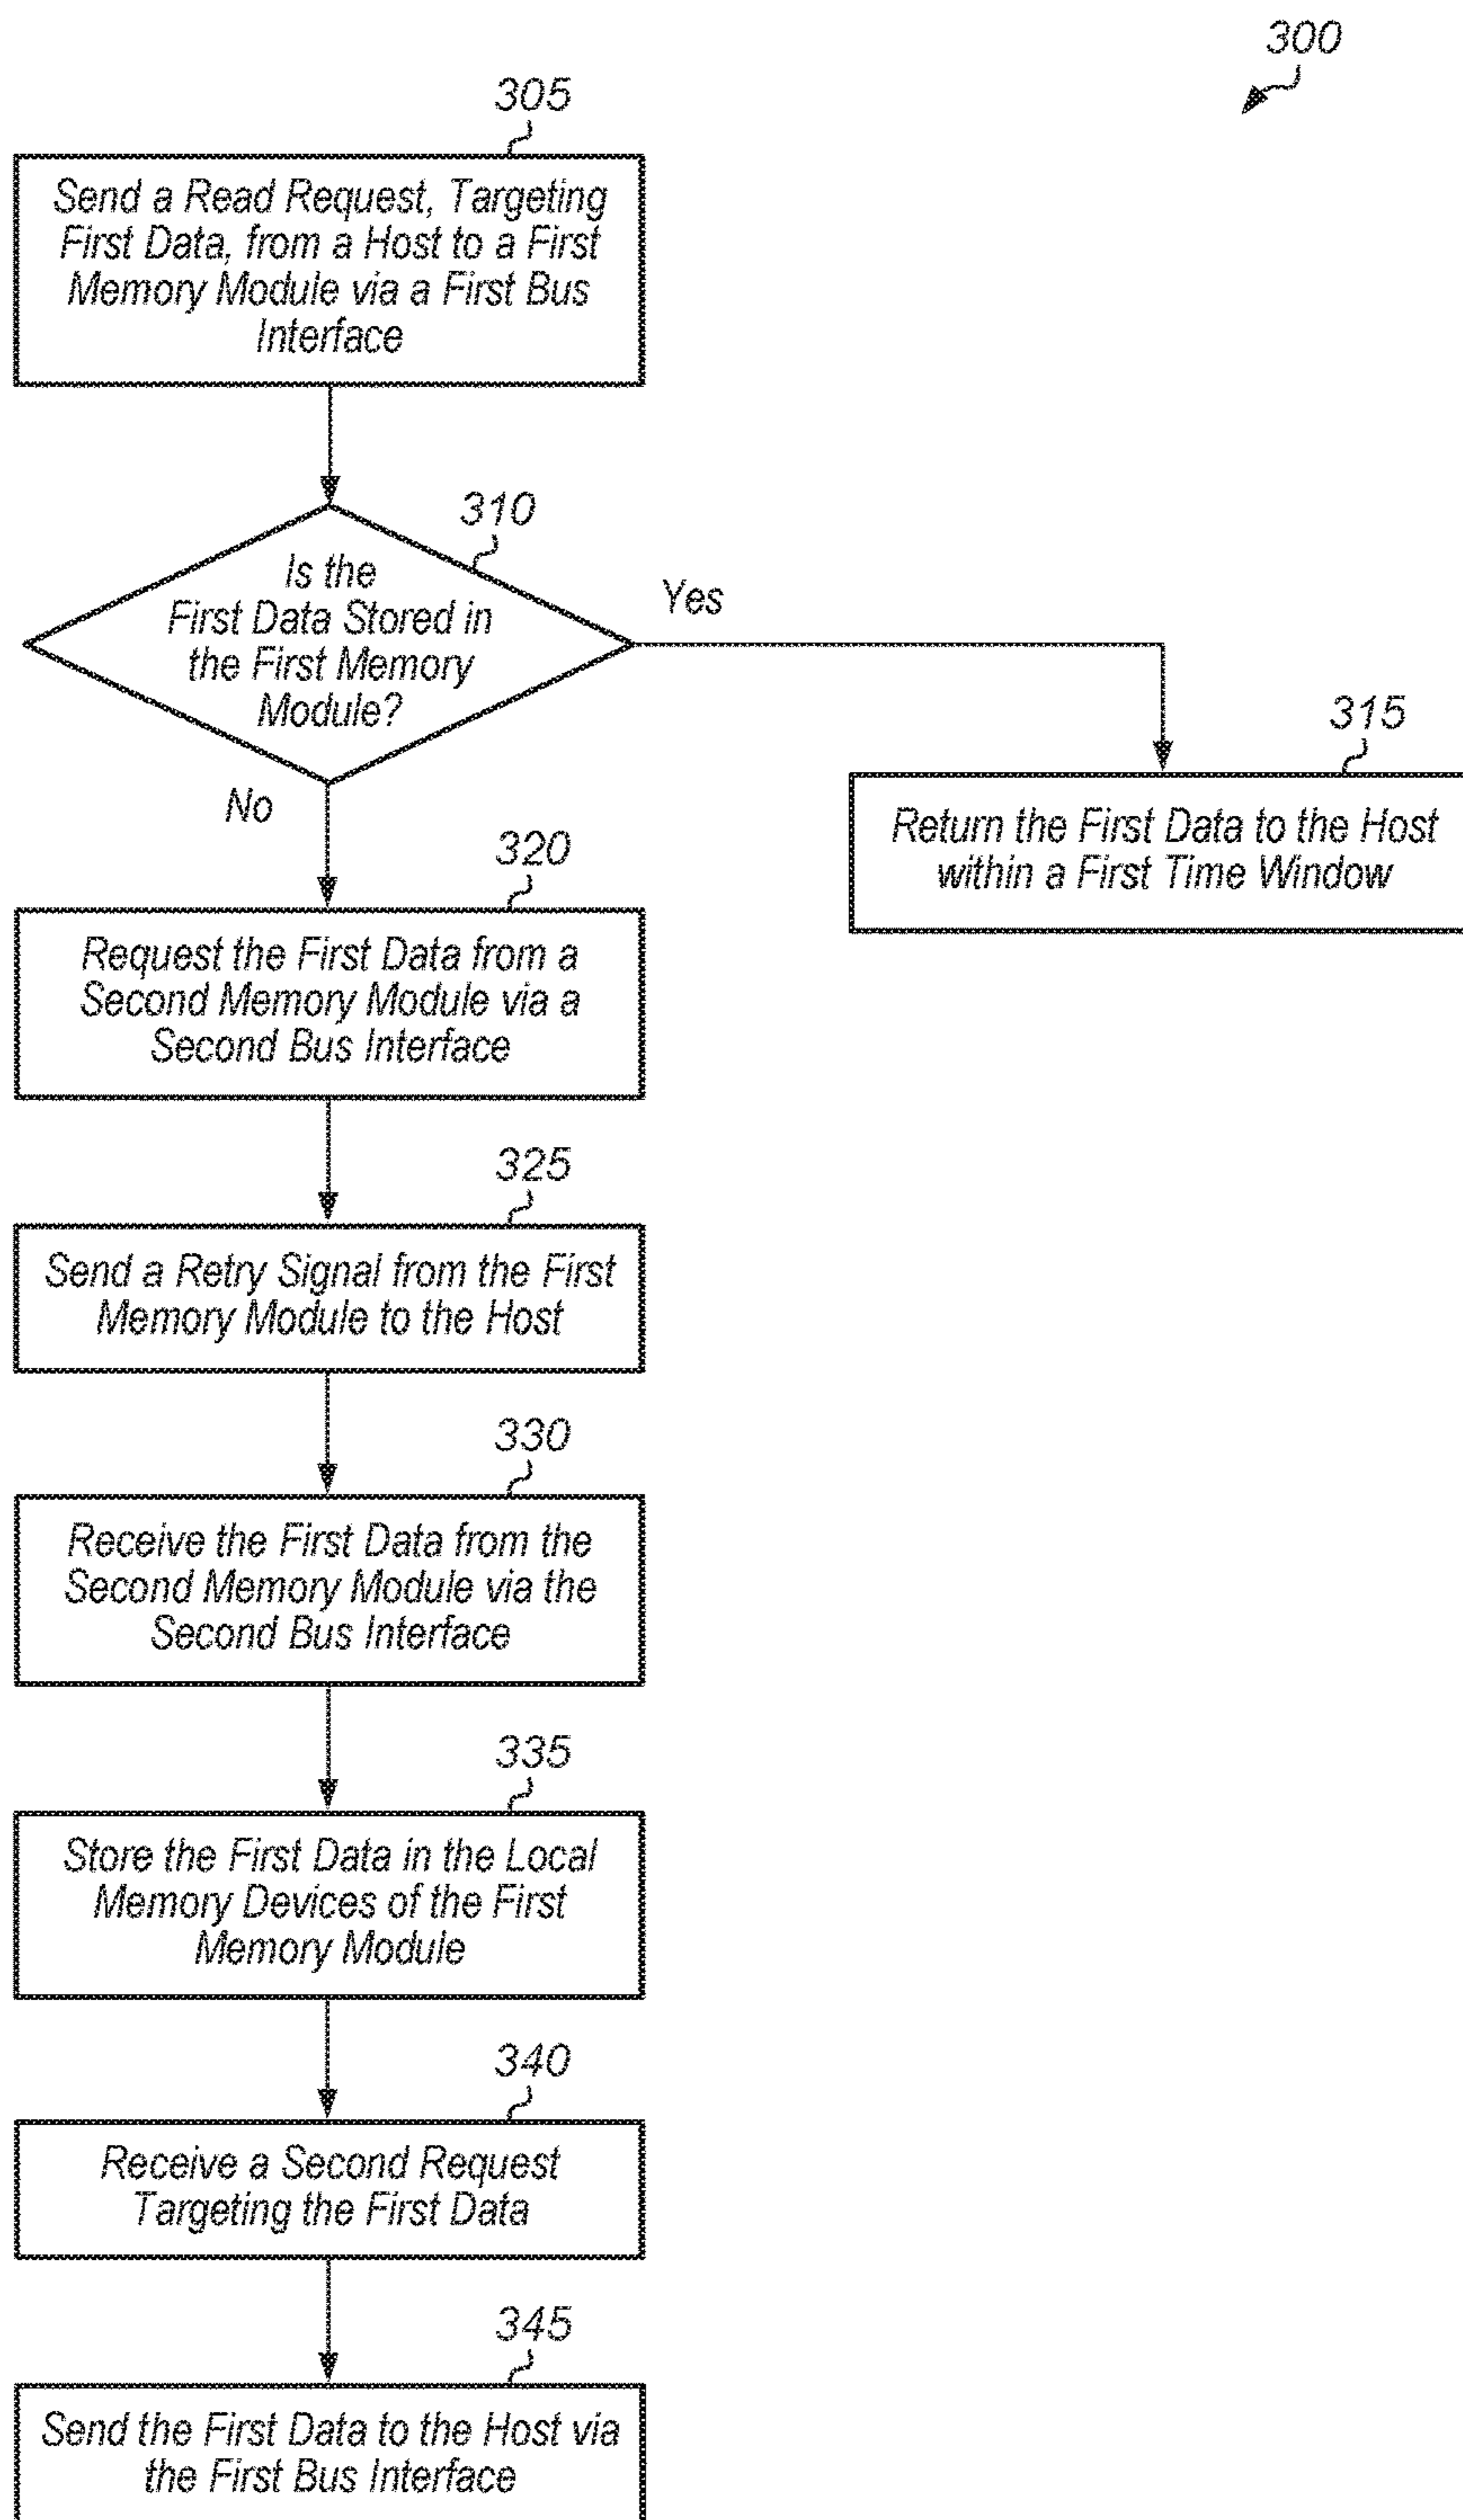 300
305
Send a Read Request, Targeting
First Data, from a Host to a First
Memory Module via a First Bus
Interface
310
Is the
First Data Stored in
the First Memory
Module?
Yes
No
315
Return the First Data to the Host
within a First Time Window
320
Request the First Data from a
Second Memory Module via a
Second Bus Interface
325
Send a Retry Signal from the First
Memory Module to the Host
330
Receive the First Data from the
Second Memory Module via the
Second Bus Interface
335
Store the First Data in the Local
Memory Devices of the First
Memory Module
340
Receive a Second Request
Targeting the First Data
345
Send the First Data to the Host via
the First Bus Interface